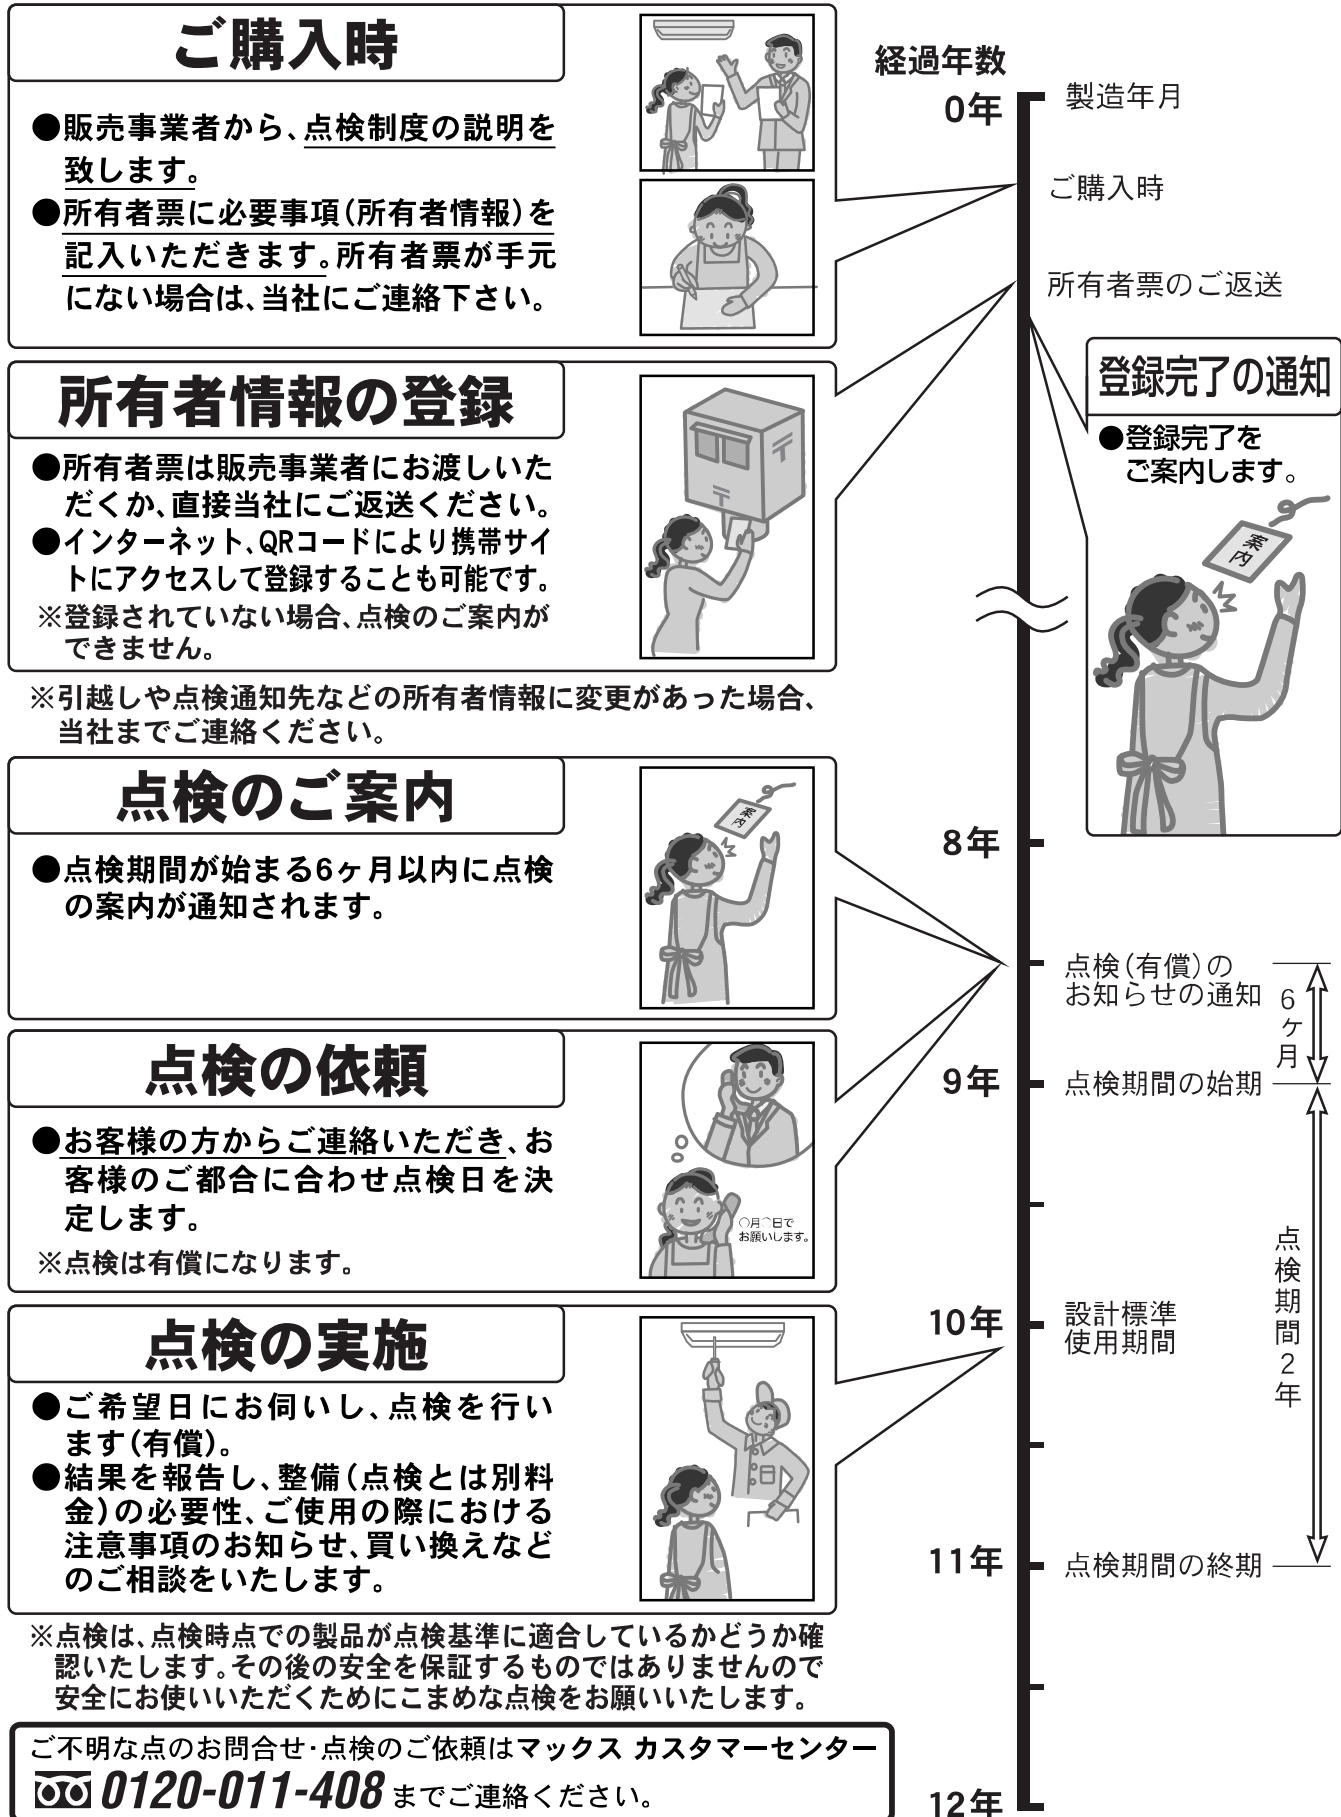 ご購入時
●販売事業者から、点検制度の説明を
致します。
●所有者票に必要事項(所有者情報)を
記入いただきます。所有者票が手元
にない場合は、当社にご連絡下さい。
所有者情報の登録
●所有者票は販売事業者にお渡しいた
だくか、直接当社にご返送ください。
●インターネット、QRコードにより携帯サイ
トにアクセスして登録することも可能です。
※登録されていない場合、点検のご案内が
できません。
※引越しや点検通知先などの所有者情報に変更があった場合、
当社までご連絡ください。
点検のご案内
●点検期間が始まる6ヶ月以内に点検
の案内が通知されます。
案内
点検の依頼
●お客様の方からご連絡いただき、お
客様のご都合に合わせ点検日を決
定します。
※点検は有償になります。
○月○日で
お願いします。
点検の実施
●ご希望日にお伺いし、点検を行い
ます(有償)。
●結果を報告し、整備(点検とは別料
金)の必要性、ご使用の際における
注意事項のお知らせ、買い換えなど
のご相談をいたします。
※点検は、点検時点での製品が点検基準に適合しているかどうか確
認いたします。その後の安全を保証するものではありませんので
安全にお使いいただくためにこまめな点検をお願いいたします。
ご不明な点のお問合せ・点検のご依頼はマックス カスタマーセンター
0120-011-408 までご連絡ください。
経過年数
0年
製造年月
ご購入時
所有者票のご返送
登録完了の通知
●登録完了を
ご案内します。
案内
8年
点検(有償)の
お知らせの通知
6ヶ月
9年
点検期間の始期
点検期間2年
10年
設計標準
使用期間
11年
点検期間の終期
12年